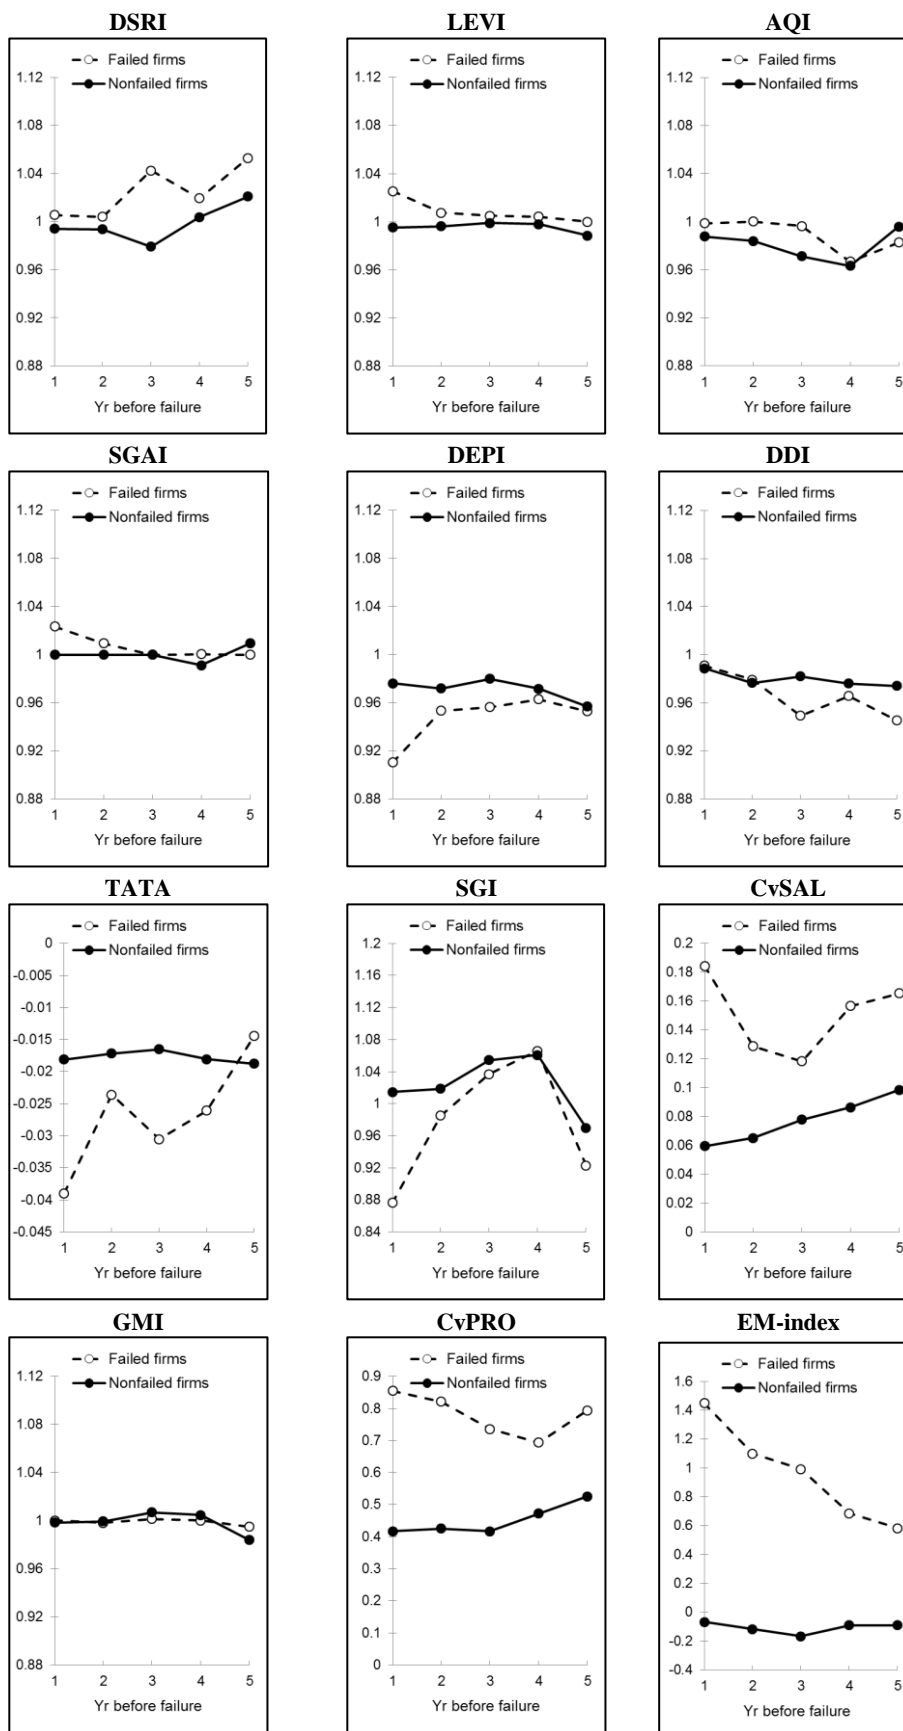 DSRI
Failed firms
Nonfailed firms
1.12
1.08
1.04
1
0.96
0.92
0.88
1 2 3 4 5
Yr before failure
LEVI
Failed firms
Nonfailed firms
1.12
1.08
1.04
1
0.96
0.92
0.88
1 2 3 4 5
Yr before failure
AQI
Failed firms
Nonfailed firms
1.12
1.08
1.04
1
0.96
0.92
0.88
1 2 3 4 5
Yr before failure
SGAI
Failed firms
Nonfailed firms
1.12
1.08
1.04
1
0.96
0.92
0.88
1 2 3 4 5
Yr before failure
DEPI
Failed firms
Nonfailed firms
1.12
1.08
1.04
1
0.96
0.92
0.88
1 2 3 4 5
Yr before failure
DDI
Failed firms
Nonfailed firms
1.12
1.08
1.04
1
0.96
0.92
0.88
1 2 3 4 5
Yr before failure
TATA
Failed firms
Nonfailed firms
0
-0.005
-0.01
-0.015
-0.02
-0.025
-0.03
-0.035
-0.04
-0.045
1 2 3 4 5
Yr before failure
SGI
Failed firms
Nonfailed firms
1.2
1.16
1.12
1.08
1.04
1
0.96
0.92
0.88
0.84
1 2 3 4 5
Yr before failure
CvSAL
Failed firms
Nonfailed firms
0.2
0.18
0.16
0.14
0.12
0.1
0.08
0.06
0.04
0.02
0
1 2 3 4 5
Yr before failure
GMI
Failed firms
Nonfailed firms
1.12
1.08
1.04
1
0.96
0.92
0.88
1 2 3 4 5
Yr before failure
CvPRO
Failed firms
Nonfailed firms
0.9
0.8
0.7
0.6
0.5
0.4
0.3
0.2
0.1
0
1 2 3 4 5
Yr before failure
EM-index
Failed firms
Nonfailed firms
1.6
1.4
1.2
1
0.8
0.6
0.4
0.2
0
-0.2
-0.4
1 2 3 4 5
Yr before failure